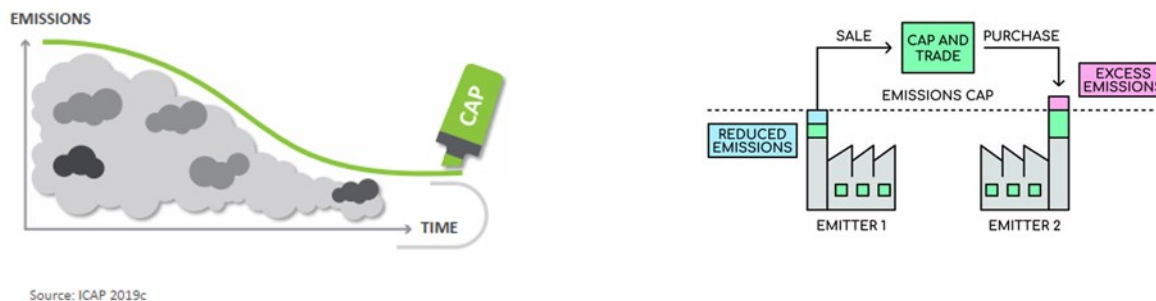 EMISSIONS
CAP
TIME
Source: ICAP 2019c
SALE
CAP AND
TRADE
PURCHASE
EXCESS
EMISSIONS
EMISSIONS CAP
REDUCED
EMISSIONS
EMITTER 1
EMITTER 2